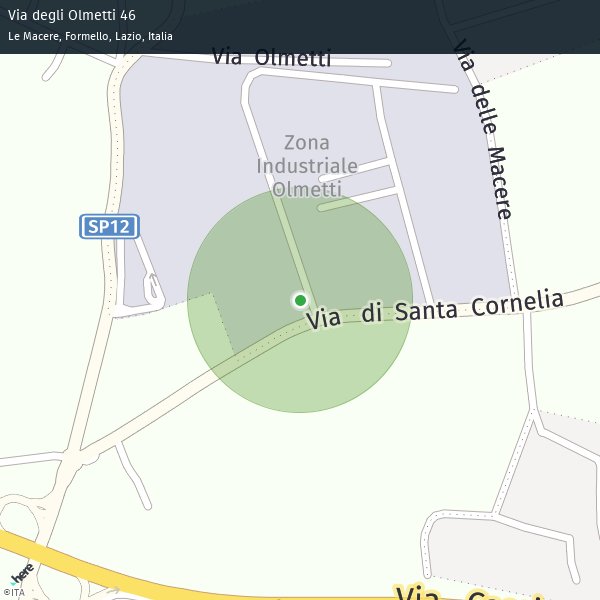 Via degli Olmetti 46
Le Macere, Formello, Lazio, Italia
Via Olmetti
Via delle Macere
Zona
Industriale
Olmetti
SP12
Via di Santa Cornelia
here
©ITA
Via